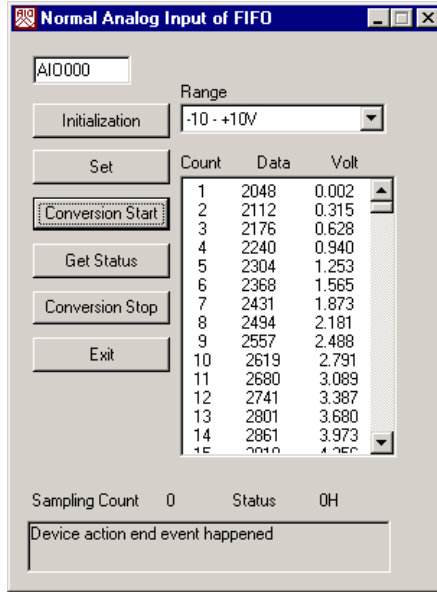 Normal Analog Input of FIFO
AIO000
Range
Initialization
-10 - +10V
Set
Count Data Volt
Conversion Start
Get Status
Conversion Stop
Exit
1 2048 0.002
2 2112 0.315
3 2176 0.628
4 2240 0.940
5 2304 1.253
6 2368 1.565
7 2431 1.873
8 2494 2.181
9 2557 2.488
10 2619 2.791
11 2680 3.089
12 2741 3.387
13 2801 3.680
14 2861 3.973
Sampling Count 0 Status 0H
Device action end event happened